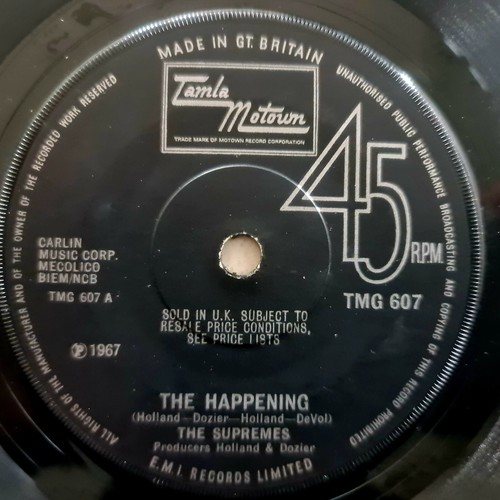 MADE IN GT. BRITAIN
UNAUTHORISED PUBLIC PERFORMANCE BROADCASTING AND COPYING OF THIS RECORD PROHIBITED
ALL RIGHTS OF THE MANUFACTURER AND OF THE OWNER OF THE RECORDED WORK RESERVED
Tamla
Motown
TRADE MARK OF MOTOWN RECORD CORPORATION
45 R.P.M.
CARLIN
MUSIC CORP.
MECOLICO
BIEM/NCB
TMG 607 A
TMG 607
SOLD IN U.K. SUBJECT TO
RESALE PRICE CONDITIONS,
SEE PRICE LISTS
Ⓟ 1967
THE HAPPENING
(Holland—Dozier—Holland—DeVol)
THE SUPREMES
Producers Holland & Dozier
E.M.I. RECORDS LIMITED